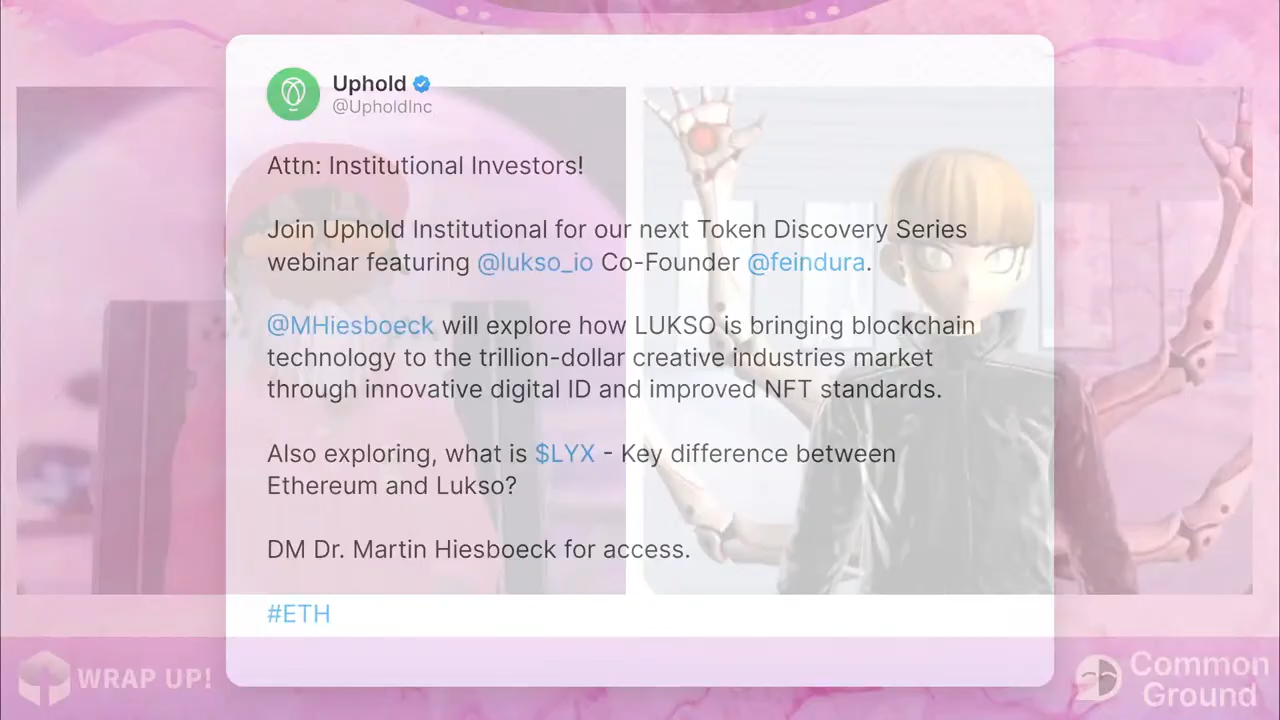 Uphold
@UpholdInc
Attn: Institutional Investors!
Join Uphold Institutional for our next Token Discovery Series
webinar featuring @lukso_io Co-Founder @feindura.
@MHiesboeck will explore how LUKSO is bringing blockchain
technology to the trillion-dollar creative industries market
through innovative digital ID and improved NFT standards.
Also exploring, what is $LYX - Key difference between
Ethereum and Lukso?
DM Dr. Martin Hiesboeck for access.
#ETH
WRAP UP!
Common
Ground